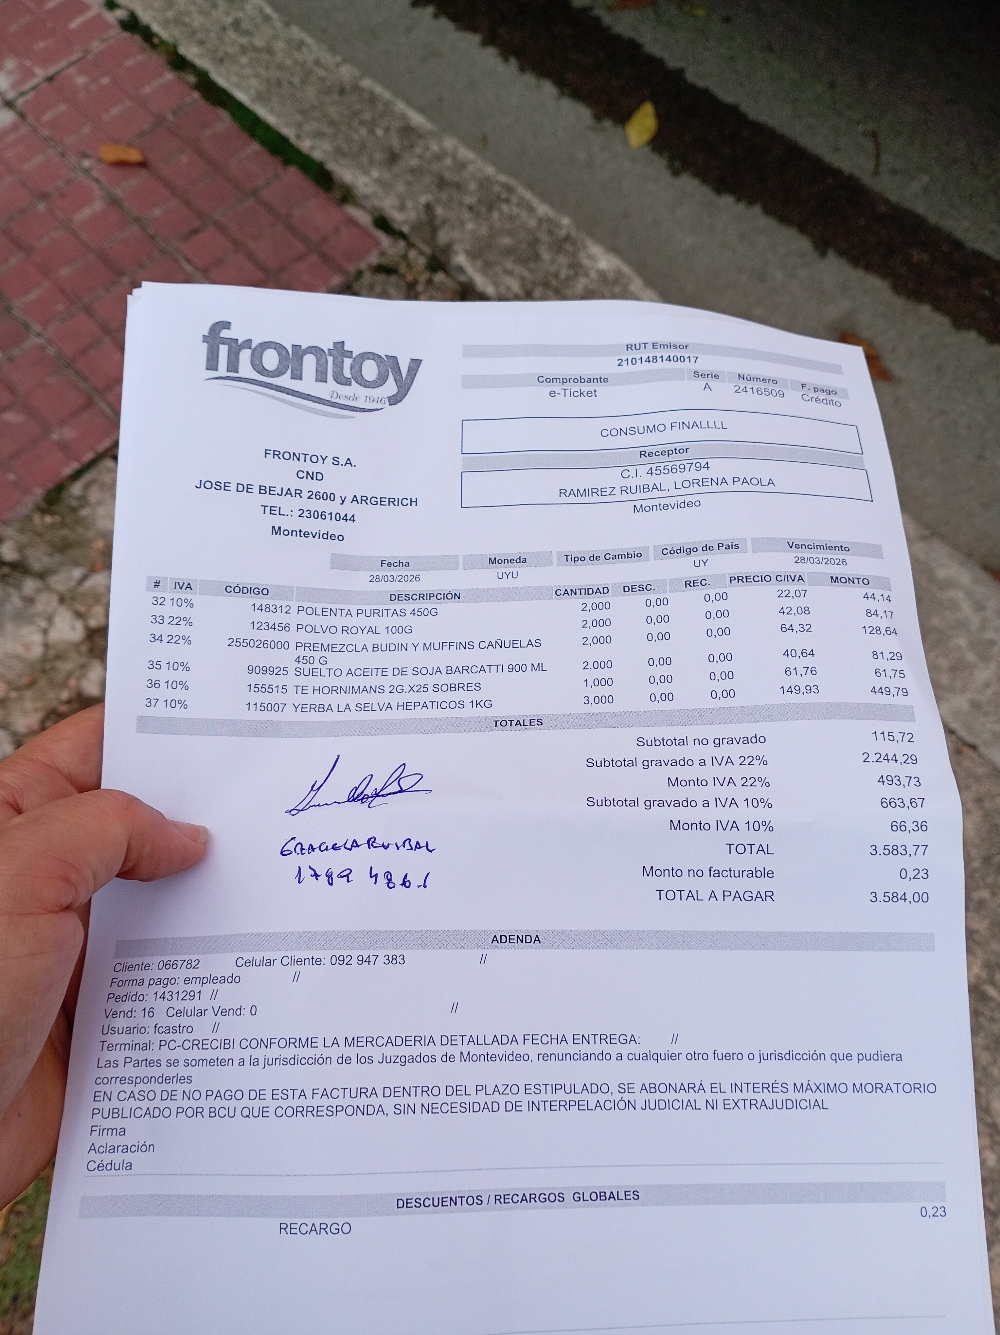 frontoy
Desde 1946
FRONTOY S.A.
CND
JOSE DE BEJAR 2600 y ARGERICH
TEL.: 23061044
Montevideo
RUT Emisor
210148140017
Comprobante Serie Número F. pago
e-Ticket A 2416509 Crédito
CONSUMO FINALLLL
Receptor
C.I. 45569794
RAMIREZ RUIBAL, LORENA PAOLA
Montevideo
Fecha Moneda Tipo de Cambio Código de País Vencimiento
28/03/2026 UYU UY 28/03/2026
# IVA CÓDIGO DESCRIPCIÓN CANTIDAD DESC. REC. PRECIO C/IVA MONTO
32 10% 148312 POLENTA PURITAS 450G 2,000 0,00 0,00 22,07 44,14
33 22% 123456 POLVO ROYAL 100G 2,000 0,00 0,00 42,08 84,17
34 22% 255026000 PREMEZCLA BUDIN Y MUFFINS CAÑUELAS 2,000 0,00 0,00 64,32 128,64
450 G
35 10% 909925 SUELTO ACEITE DE SOJA BARCATTI 900 ML 2.000 0,00 0,00 40,64 81,29
36 10% 155515 TE HORNIMANS 2G.X25 SOBRES 1,000 0,00 0,00 61,76 61,75
37 10% 115007 YERBA LA SELVA HEPATICOS 1KG 3,000 0,00 0,00 149,93 449,79
TOTALES
Subtotal no gravado 115,72
Subtotal gravado a IVA 22% 2.244,29
Monto IVA 22% 493,73
Subtotal gravado a IVA 10% 663,67
Monto IVA 10% 66,36
TOTAL 3.583,77
Monto no facturable 0,23
TOTAL A PAGAR 3.584,00
GRACIELA RUIBAL
ADENDA
Cliente: 066782 Celular Cliente: 092 947 383 //
Forma pago: empleado //
Pedido: 1431291 //
Vend: 16 Celular Vend: 0 //
Usuario: fcastro //
Terminal: PC-CRECIBI CONFORME LA MERCADERIA DETALLADA FECHA ENTREGA: //
Las Partes se someten a la jurisdicción de los Juzgados de Montevideo, renunciando a cualquier otro fuero o jurisdicción que pudiera
corresponderles
EN CASO DE NO PAGO DE ESTA FACTURA DENTRO DEL PLAZO ESTIPULADO, SE ABONARÁ EL INTERÉS MÁXIMO MORATORIO
PUBLICADO POR BCU QUE CORRESPONDA, SIN NECESIDAD DE INTERPELACIÓN JUDICIAL NI EXTRAJUDICIAL
Firma
Aclaración
Cédula
DESCUENTOS / RECARGOS GLOBALES
RECARGO 0,23